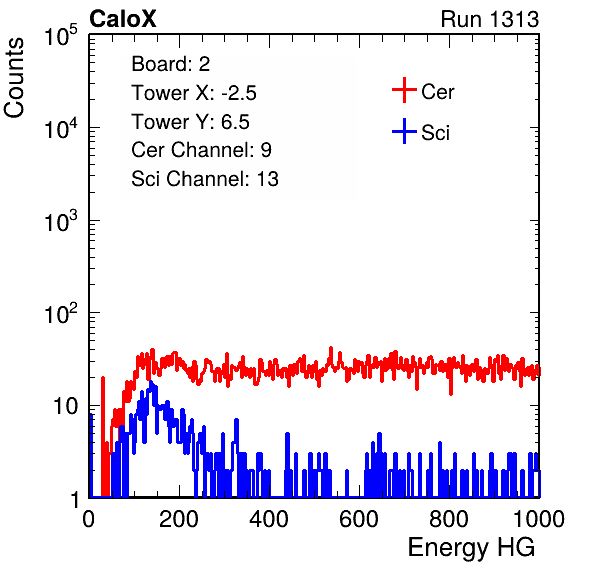 CaloX Run 1313
Counts
10^5
10^4
10^3
10^2
10
1
Board: 2
Tower X: -2.5
Tower Y: 6.5
Cer Channel: 9
Sci Channel: 13
Cer
Sci
0 200 400 600 800 1000
Energy HG